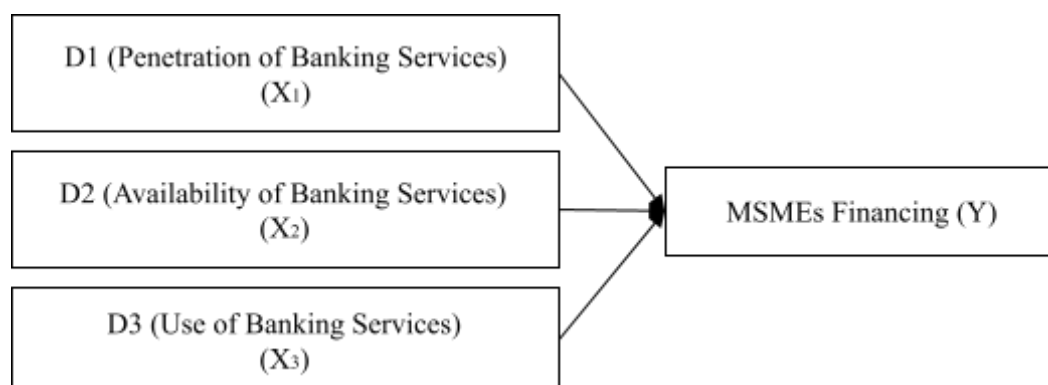 D1 (Penetration of Banking Services)
(X₁)
D2 (Availability of Banking Services)
(X₂)
D3 (Use of Banking Services)
(X₃)
MSMEs Financing (Y)